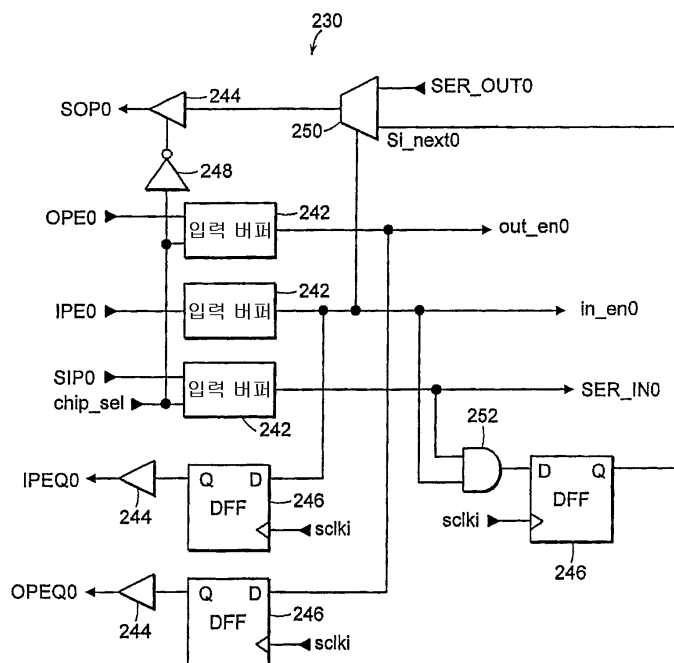 230
244
SER_OUT0
SOP0
250
Si_next0
248
OPE0
242
입력 버퍼
out_en0
242
IPE0
입력 버퍼
in_en0
SIP0
입력 버퍼
SER_IN0
chip_sel
242
252
IPEQ0
Q D
D Q
244
DFF
246
DFF
sclki
sclki
246
OPEQ0
Q D
244
DFF
246
sclki